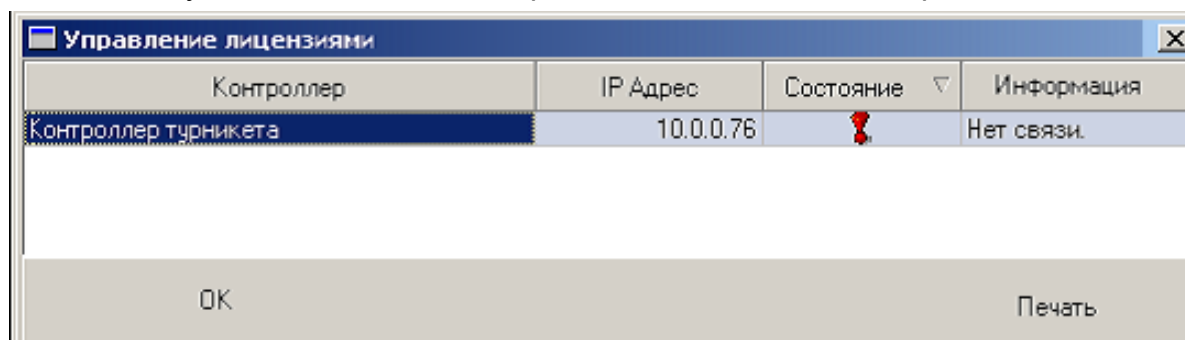 Управление лицензиями
Контроллер IP Адрес Состояние Информация
Контроллер турникета 10.0.0.76 Нет связи.
OK Печать